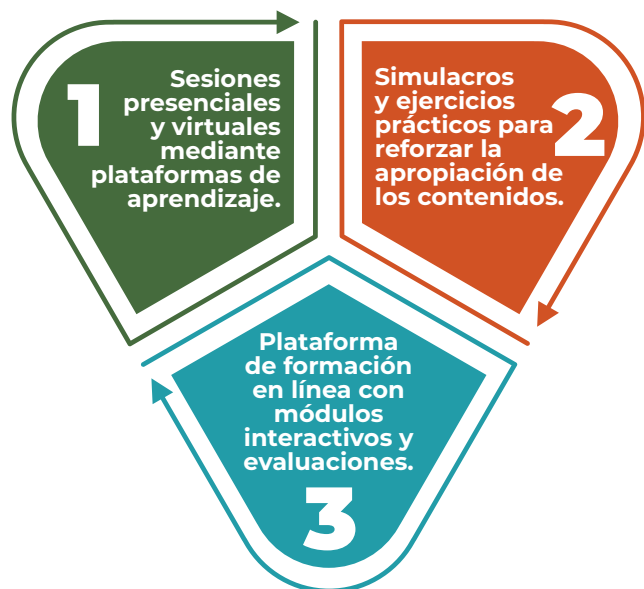 1
Sesiones
presenciales
y virtuales
mediante
plataformas de
aprendizaje.
Simulacros
y ejercicios
prácticos para
reforzar la
apropiación de
los contenidos.
2
Plataforma
de formación
en línea con
módulos
interactivos y
evaluaciones.
3